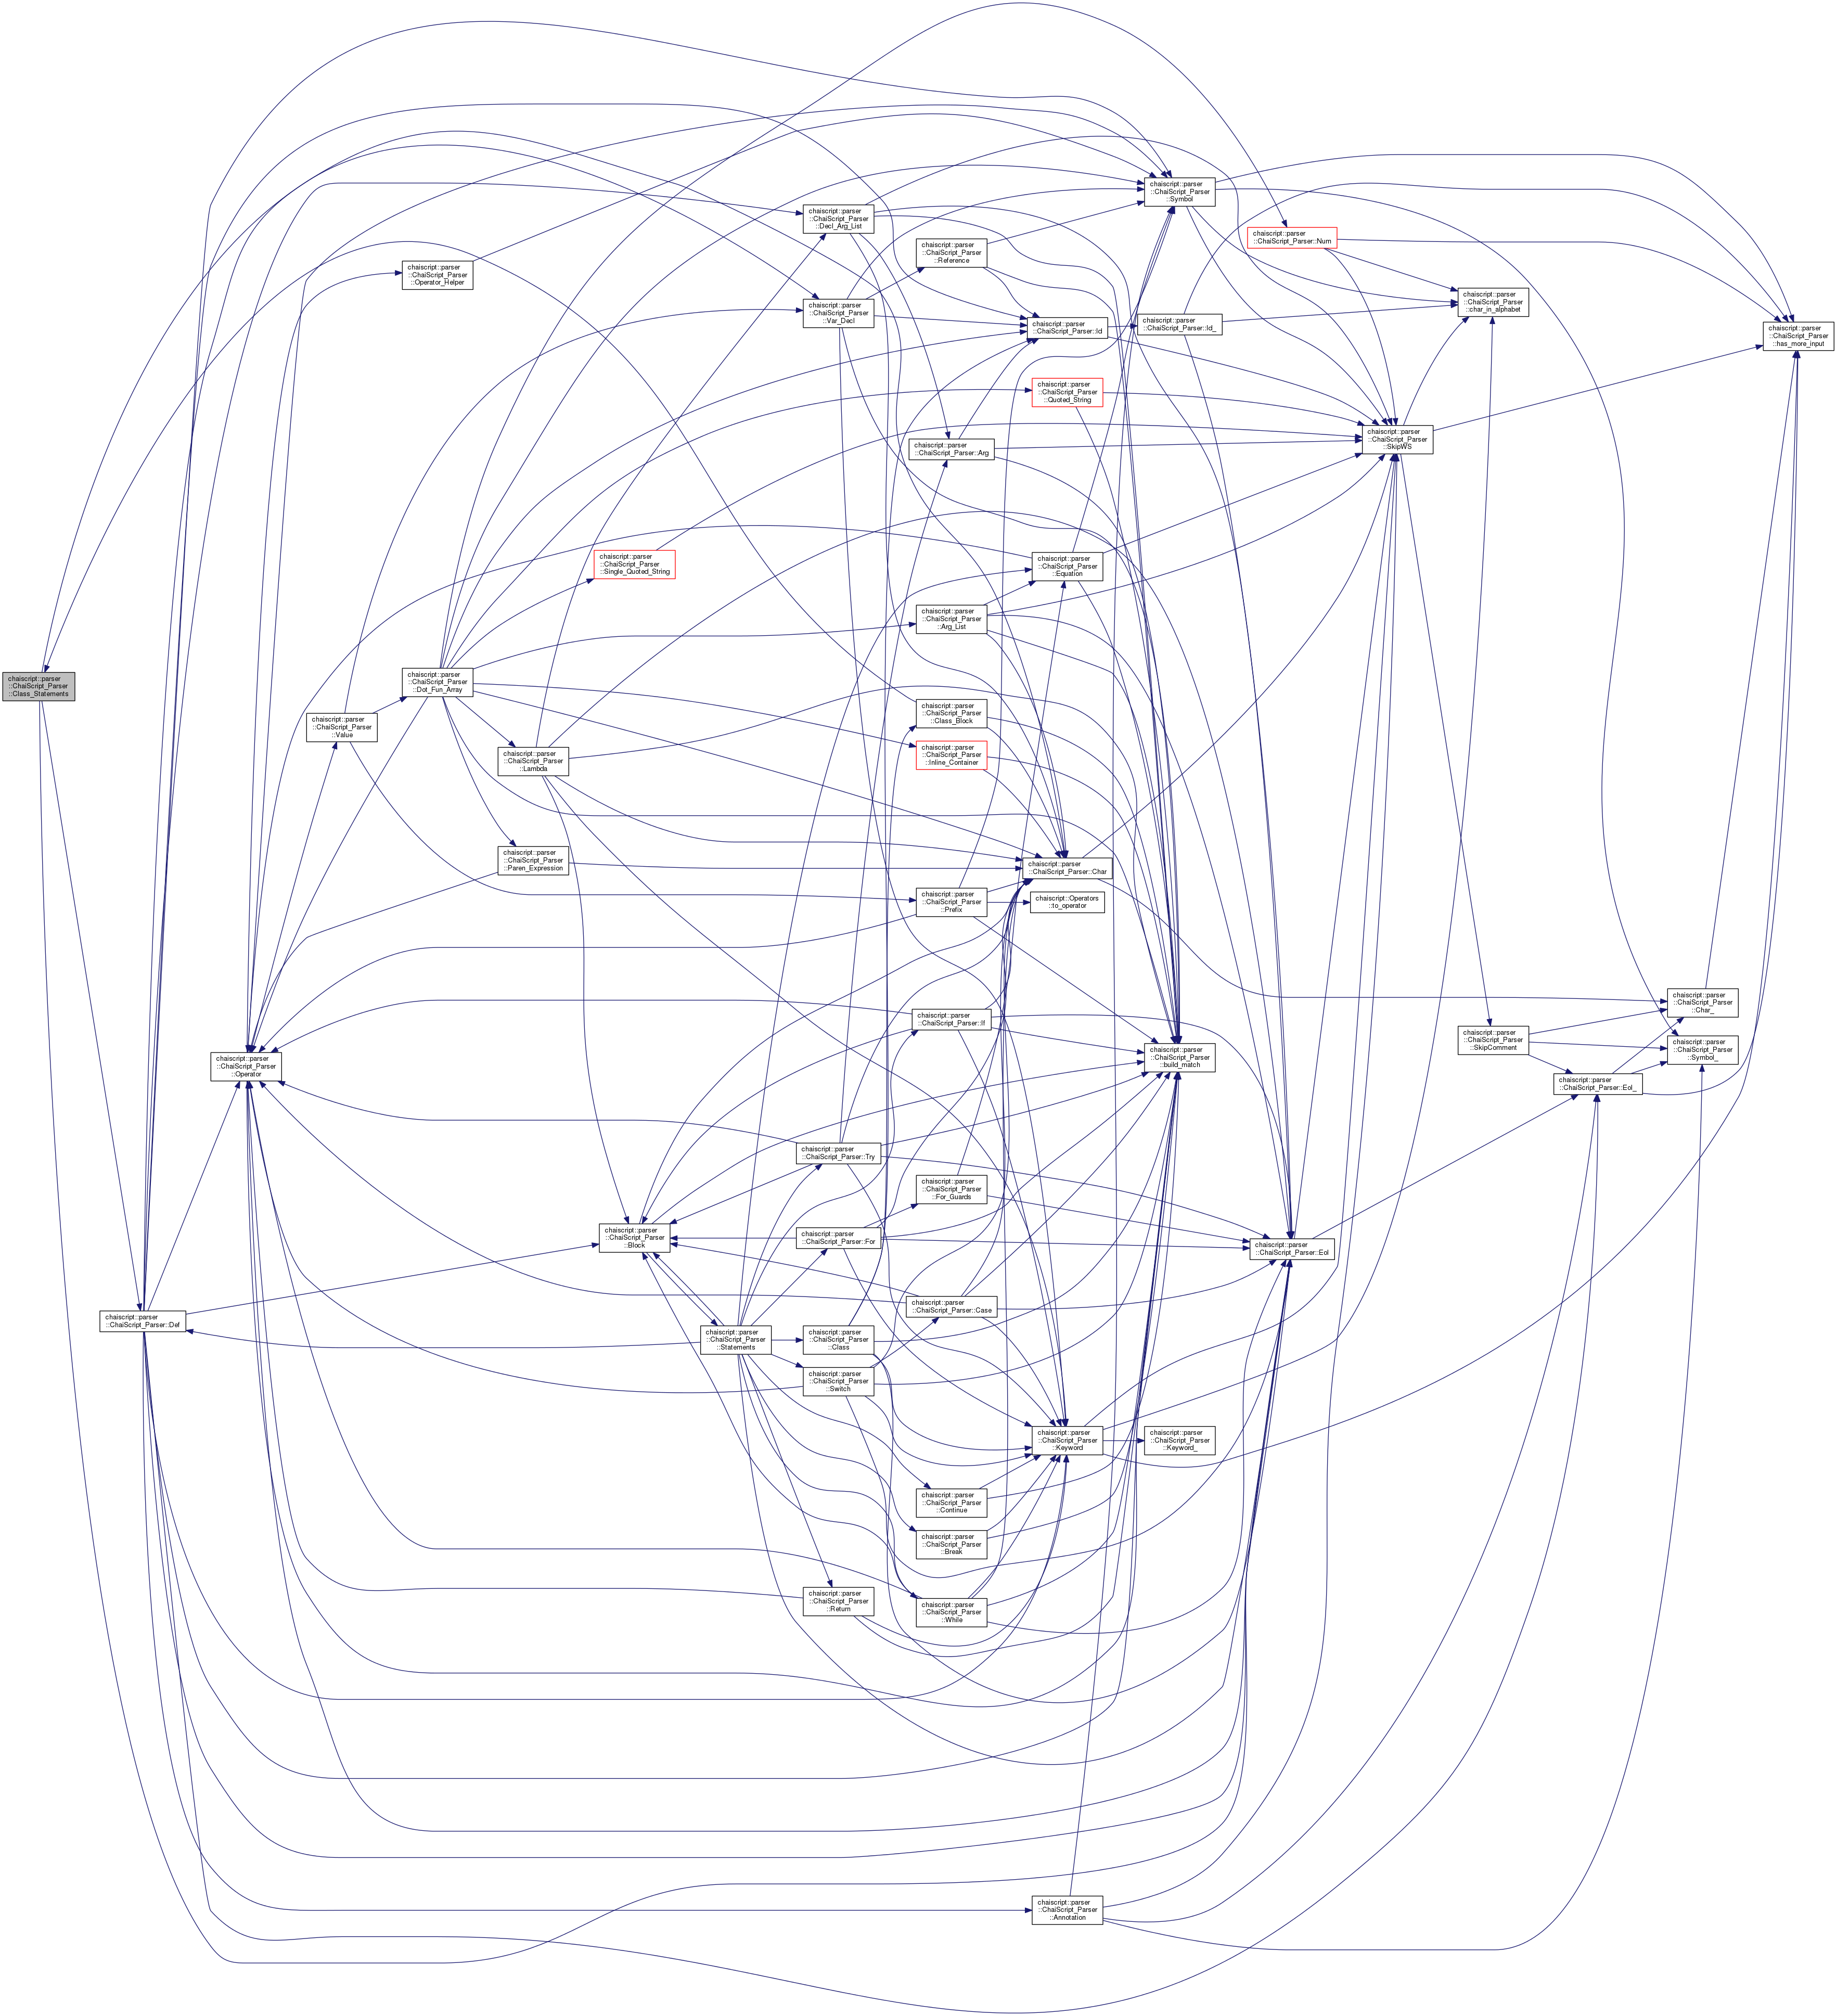 chaiscript::parser
::ChaiScript_Parser
::Class_Statements
chaiscript::parser
::ChaiScript_Parser::Def
chaiscript::parser
::ChaiScript_Parser
::Operator
chaiscript::parser
::ChaiScript_Parser
::Value
chaiscript::parser
::ChaiScript_Parser
::Operator_Helper
chaiscript::parser
::ChaiScript_Parser
::Dot_Fun_Array
chaiscript::parser
::ChaiScript_Parser
::Lambda
chaiscript::parser
::ChaiScript_Parser
::Paren_Expression
chaiscript::parser
::ChaiScript_Parser
::Single_Quoted_String
chaiscript::parser
::ChaiScript_Parser
::Block
chaiscript::parser
::ChaiScript_Parser
::Statements
chaiscript::parser
::ChaiScript_Parser
::Decl_Arg_List
chaiscript::parser
::ChaiScript_Parser
::Var_Decl
chaiscript::parser
::ChaiScript_Parser::Try
chaiscript::parser
::ChaiScript_Parser::For
chaiscript::parser
::ChaiScript_Parser
::Class
chaiscript::parser
::ChaiScript_Parser
::Switch
chaiscript::parser
::ChaiScript_Parser
::Return
chaiscript::parser
::ChaiScript_Parser
::Reference
chaiscript::parser
::ChaiScript_Parser::Arg
chaiscript::parser
::ChaiScript_Parser
::Arg_List
chaiscript::parser
::ChaiScript_Parser
::Class_Block
chaiscript::parser
::ChaiScript_Parser
::Inline_Container
chaiscript::parser
::ChaiScript_Parser
::Prefix
chaiscript::parser
::ChaiScript_Parser::If
chaiscript::parser
::ChaiScript_Parser
::For_Guards
chaiscript::parser
::ChaiScript_Parser::Case
chaiscript::parser
::ChaiScript_Parser
::Continue
chaiscript::parser
::ChaiScript_Parser
::Break
chaiscript::parser
::ChaiScript_Parser
::While
chaiscript::parser
::ChaiScript_Parser::Id
chaiscript::parser
::ChaiScript_Parser
::Quoted_String
chaiscript::parser
::ChaiScript_Parser
::Equation
chaiscript::parser
::ChaiScript_Parser::Char
chaiscript::Operators
::to_operator
chaiscript::parser
::ChaiScript_Parser
::Keyword
chaiscript::parser
::ChaiScript_Parser
::Annotation
chaiscript::parser
::ChaiScript_Parser
::Symbol
chaiscript::parser
::ChaiScript_Parser::Id_
chaiscript::parser
::ChaiScript_Parser
::build_match
chaiscript::parser
::ChaiScript_Parser
::Keyword_
chaiscript::parser
::ChaiScript_Parser::Num
chaiscript::parser
::ChaiScript_Parser::Eol
chaiscript::parser
::ChaiScript_Parser
::SkipWS
chaiscript::parser
::ChaiScript_Parser
::char_in_alphabet
chaiscript::parser
::ChaiScript_Parser
::SkipComment
chaiscript::parser
::ChaiScript_Parser::Eol_
chaiscript::parser
::ChaiScript_Parser
::Char_
chaiscript::parser
::ChaiScript_Parser
::Symbol_
chaiscript::parser
::ChaiScript_Parser
::has_more_input